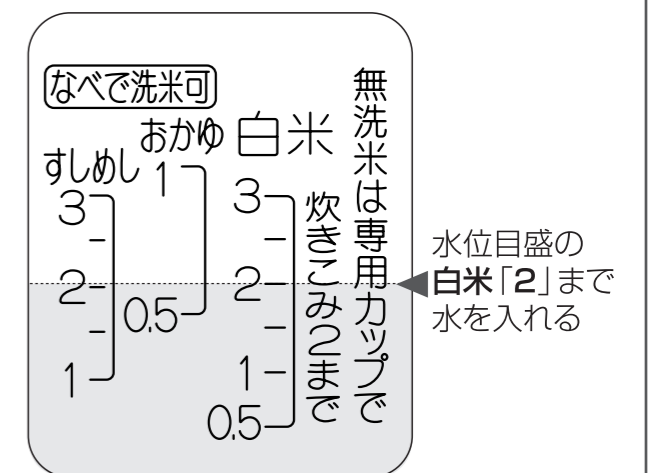 なべで洗米可
すしめし
3
2
1
おかゆ
1
0.5
白米
3
2
1
0.5
炊きこみ2まで
無洗米は専用カップで
水位目盛の
白米「2」まで
水を入れる